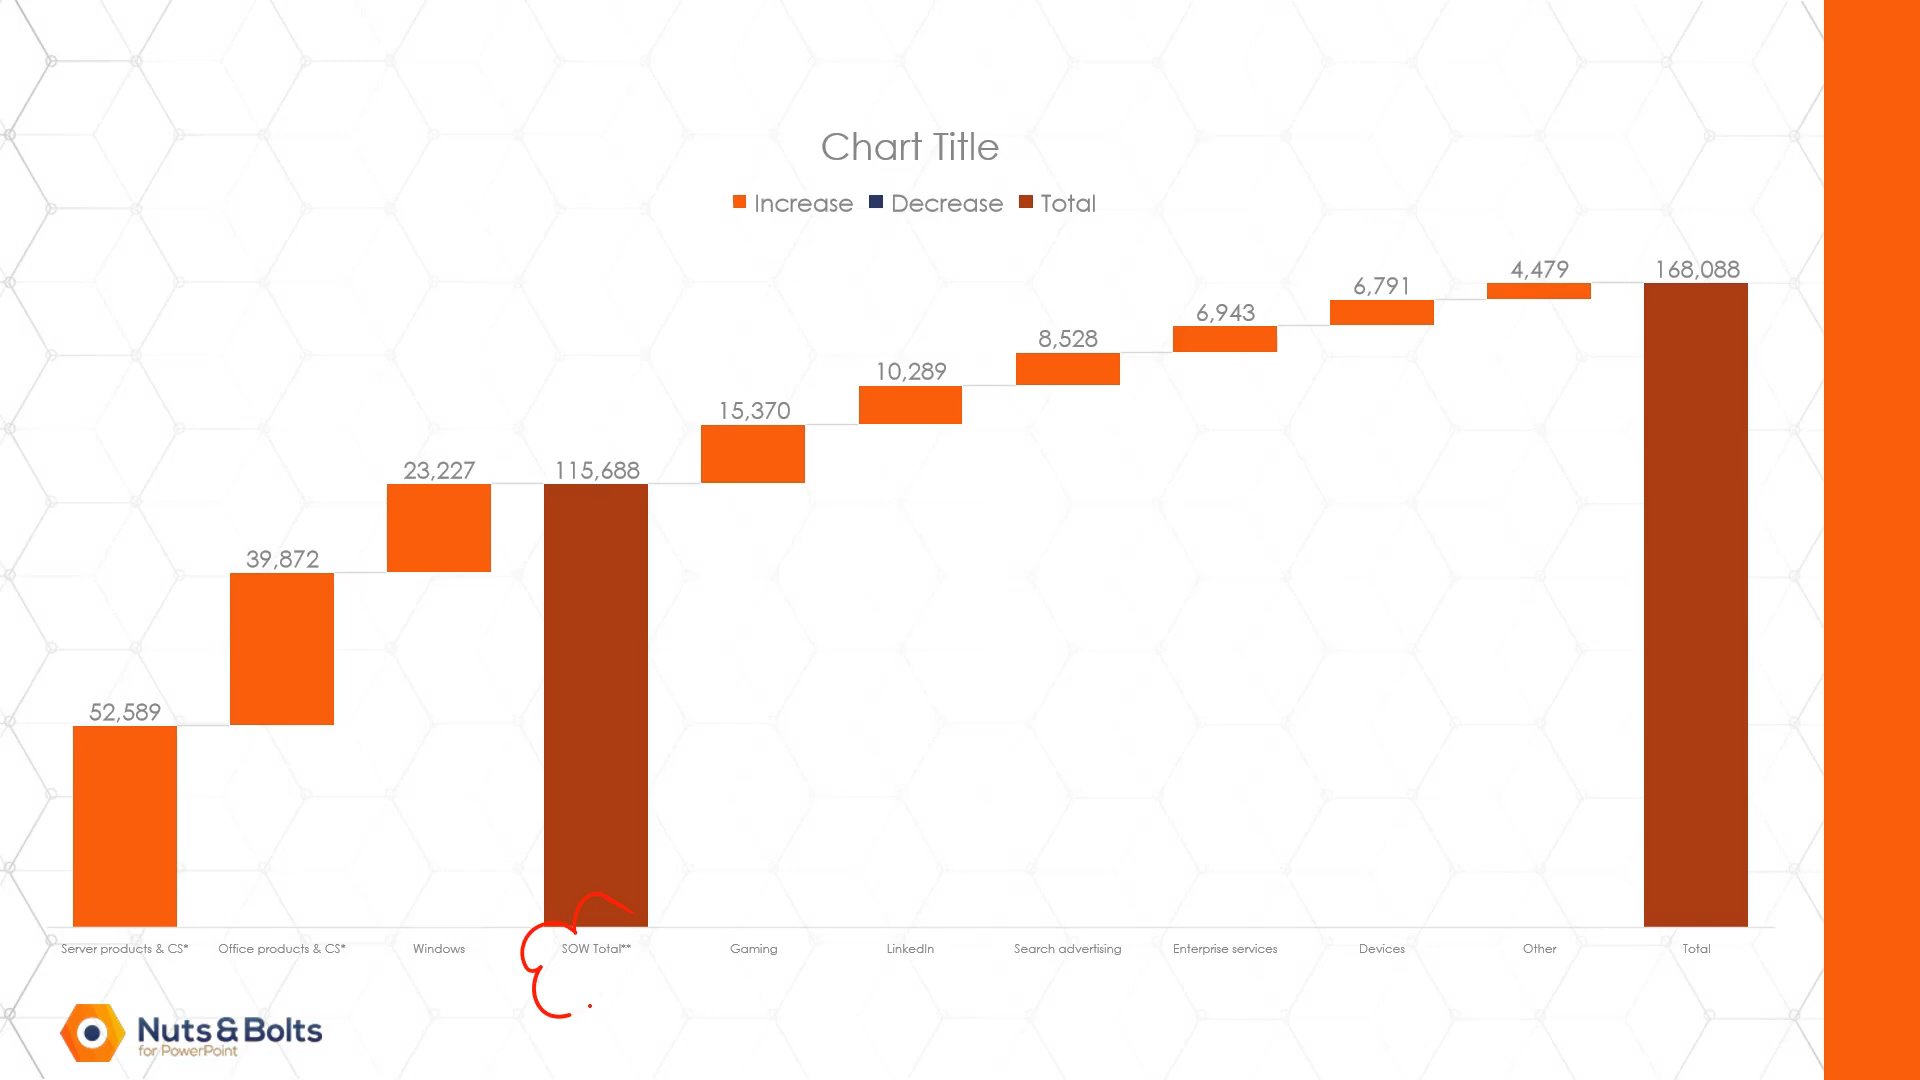 Chart Title
Increase Decrease Total
4,479 168,088
6,791
6,943
8,528
10,289
15,370
23,227 115,688
39,872
52,589
Server products & CS* Office products & CS* Windows SOW Total** Gaming LinkedIn Search advertising Enterprise services Devices Other Total
Nuts&Bolts
for PowerPoint